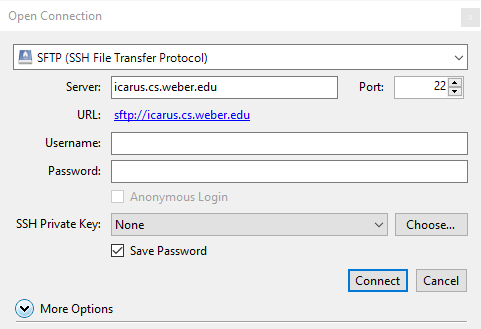 Open Connection
SFTP (SSH File Transfer Protocol)
Server: icarus.cs.weber.edu Port: 22
URL: sftp://icarus.cs.weber.edu
Username:
Password:
Anonymous Login
SSH Private Key: None Choose...
Save Password
Connect Cancel
More Options